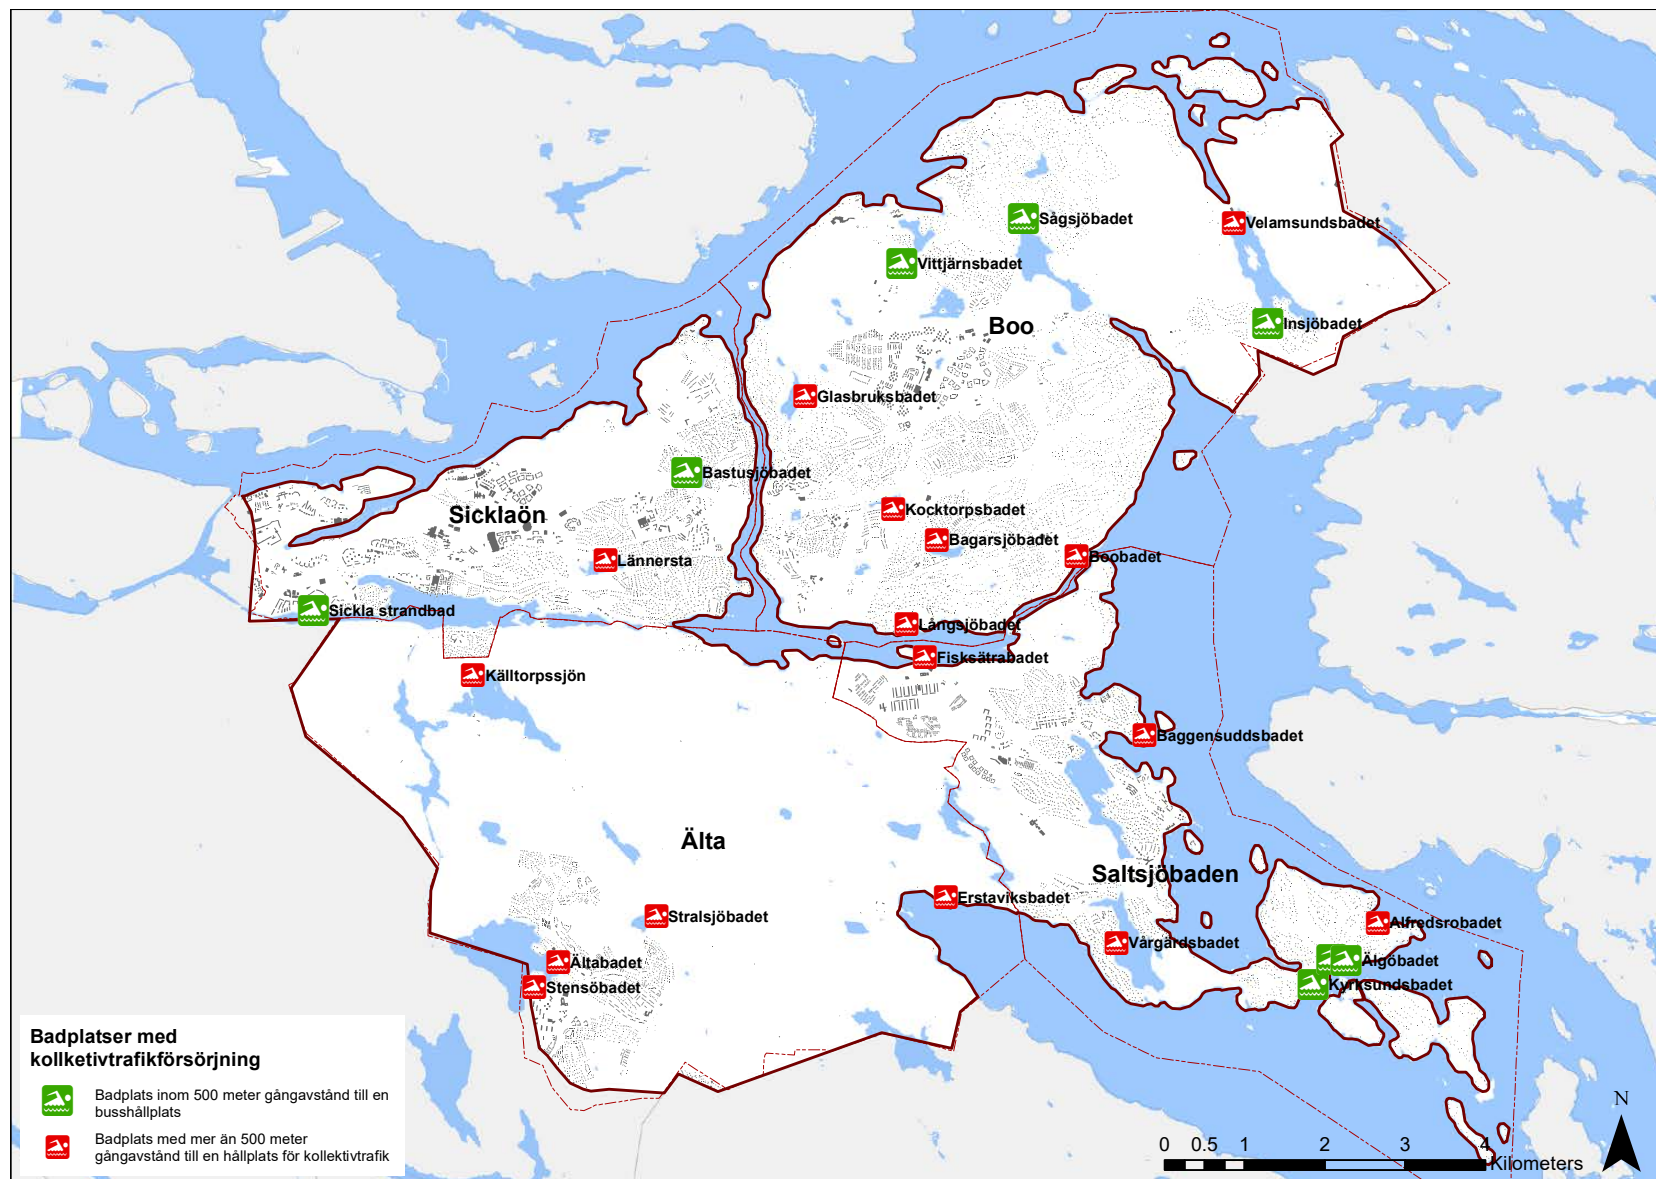 Sågsjöbadet
Velamsundsbadet
Vittjärnsbadet
Boo
Insjöbadet
Glasbruksbadet
Bastusjöbadet
Sicklaön
Kocktorpsbadet
Bagarsjöbadet
Boobadet
Lännersta
Sickla strandbad
Långsjöbadet
Fisksätrabadet
Källtorpssjön
Baggensuddsbadet
Älta
Saltsjöbaden
Erstaviksbadet
Stralsjöbadet
Alfredsrobadet
Vårgärdsbadet
Ältabadet
Älgöbadet
Stensöbadet
Kyrksundsbadet
Badplatser med
kollketivtrafikförsörjning
Badplats inom 500 meter gångavstånd till en
busshållplats
Badplats med mer än 500 meter
gångavstånd till en hållplats för kollektivtrafik
N
0 0.5 1 2 3 4
Kilometers